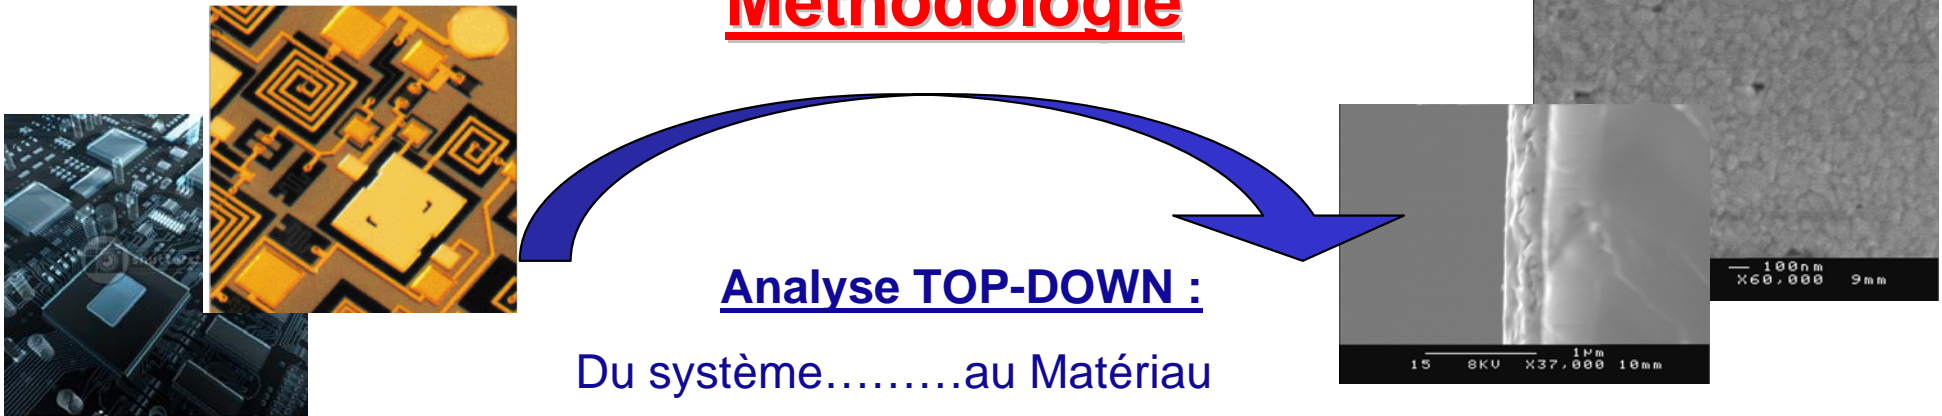 Méthodologie
Analyse TOP-DOWN :
Du système………au Matériau
100nm
X60,000 9mm
1µm
15 8KV X37,000 10mm